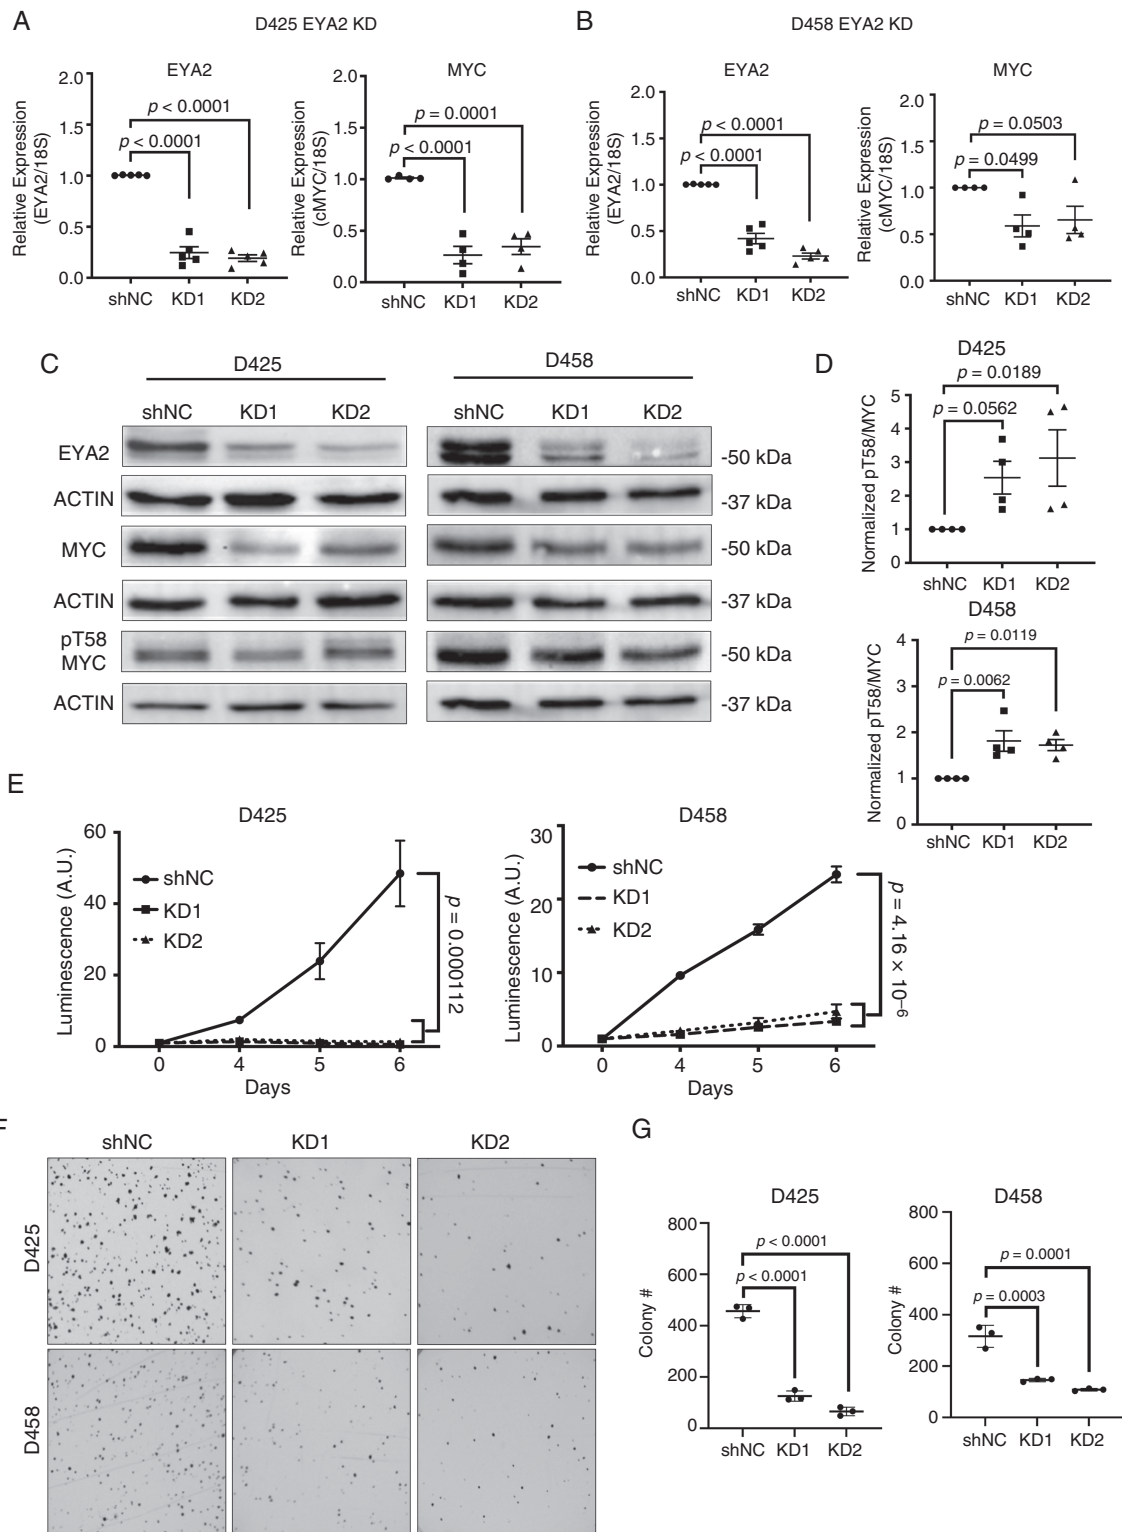 A
D425 EYA2 KD
EYA2
MYC
Relative Expression
(EYA2/18S)
2.0
1.5
1.0
0.5
0.0
p < 0.0001
p < 0.0001
shNC KD1 KD2
Relative Expression
(cMYC/18S)
2.0
1.5
1.0
0.5
0.0
p = 0.0001
p < 0.0001
shNC KD1 KD2
B
D458 EYA2 KD
EYA2
MYC
Relative Expression
(EYA2/18S)
2.0
1.5
1.0
0.5
0.0
p < 0.0001
p < 0.0001
shNC KD1 KD2
Relative Expression
(cMYC/18S)
2.0
1.5
1.0
0.5
0.0
p = 0.0503
p = 0.0499
shNC KD1 KD2
C
D425
D458
shNC KD1 KD2
shNC KD1 KD2
EYA2
-50 kDa
ACTIN
-37 kDa
MYC
-50 kDa
ACTIN
-37 kDa
pT58
MYC
-50 kDa
ACTIN
-37 kDa
D
D425
Normalized pT58/MYC
5
4
3
2
1
0
p = 0.0189
p = 0.0562
shNC KD1 KD2
D458
Normalized pT58/MYC
4
3
2
1
0
p = 0.0119
p = 0.0062
shNC KD1 KD2
E
D425
Luminescence (A.U.)
60
40
20
0
shNC
KD1
KD2
p = 0.000112
0 4 5 6
Days
D458
Luminescence (A.U.)
30
20
10
0
shNC
KD1
KD2
p = 4.16 × 10–6
0 4 5 6
Days
F
shNC
KD1
KD2
D425
D458
G
D425
Colony #
800
600
400
200
0
p < 0.0001
p < 0.0001
shNC KD1 KD2
D458
Colony #
800
600
400
200
0
p = 0.0001
p = 0.0003
shNC KD1 KD2